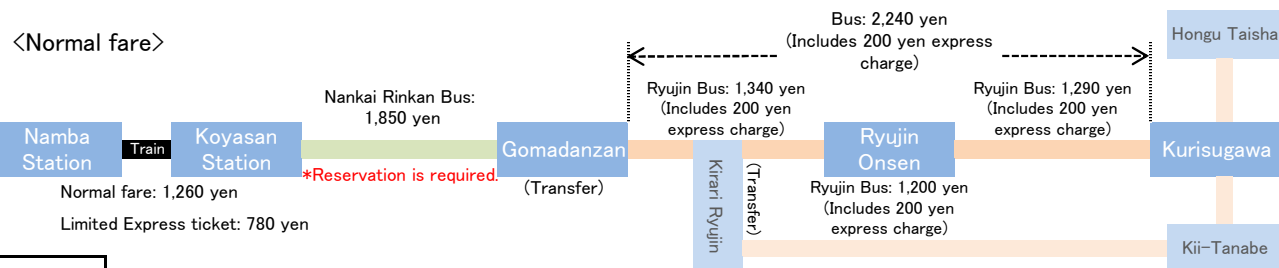 <Normal fare>
Bus: 2,240 yen
(Includes 200 yen express
charge)
Hongu Taisha
Nankai Rinkan Bus:
1,850 yen
Ryujin Bus: 1,340 yen
(Includes 200 yen
express charge)
Ryujin Bus: 1,290 yen
(Includes 200 yen
express charge)
Namba
Station
Train
Koyasan
Station
*Reservation is required.
Gomadanzan
(Transfer)
Kirari Ryujin
(Transfer)
Ryujin
Onsen
Ryujin Bus: 1,200 yen
(Includes 200 yen
express charge)
Kurisugawa
Normal fare: 1,260 yen
Limited Express ticket: 780 yen
Kii-Tanabe